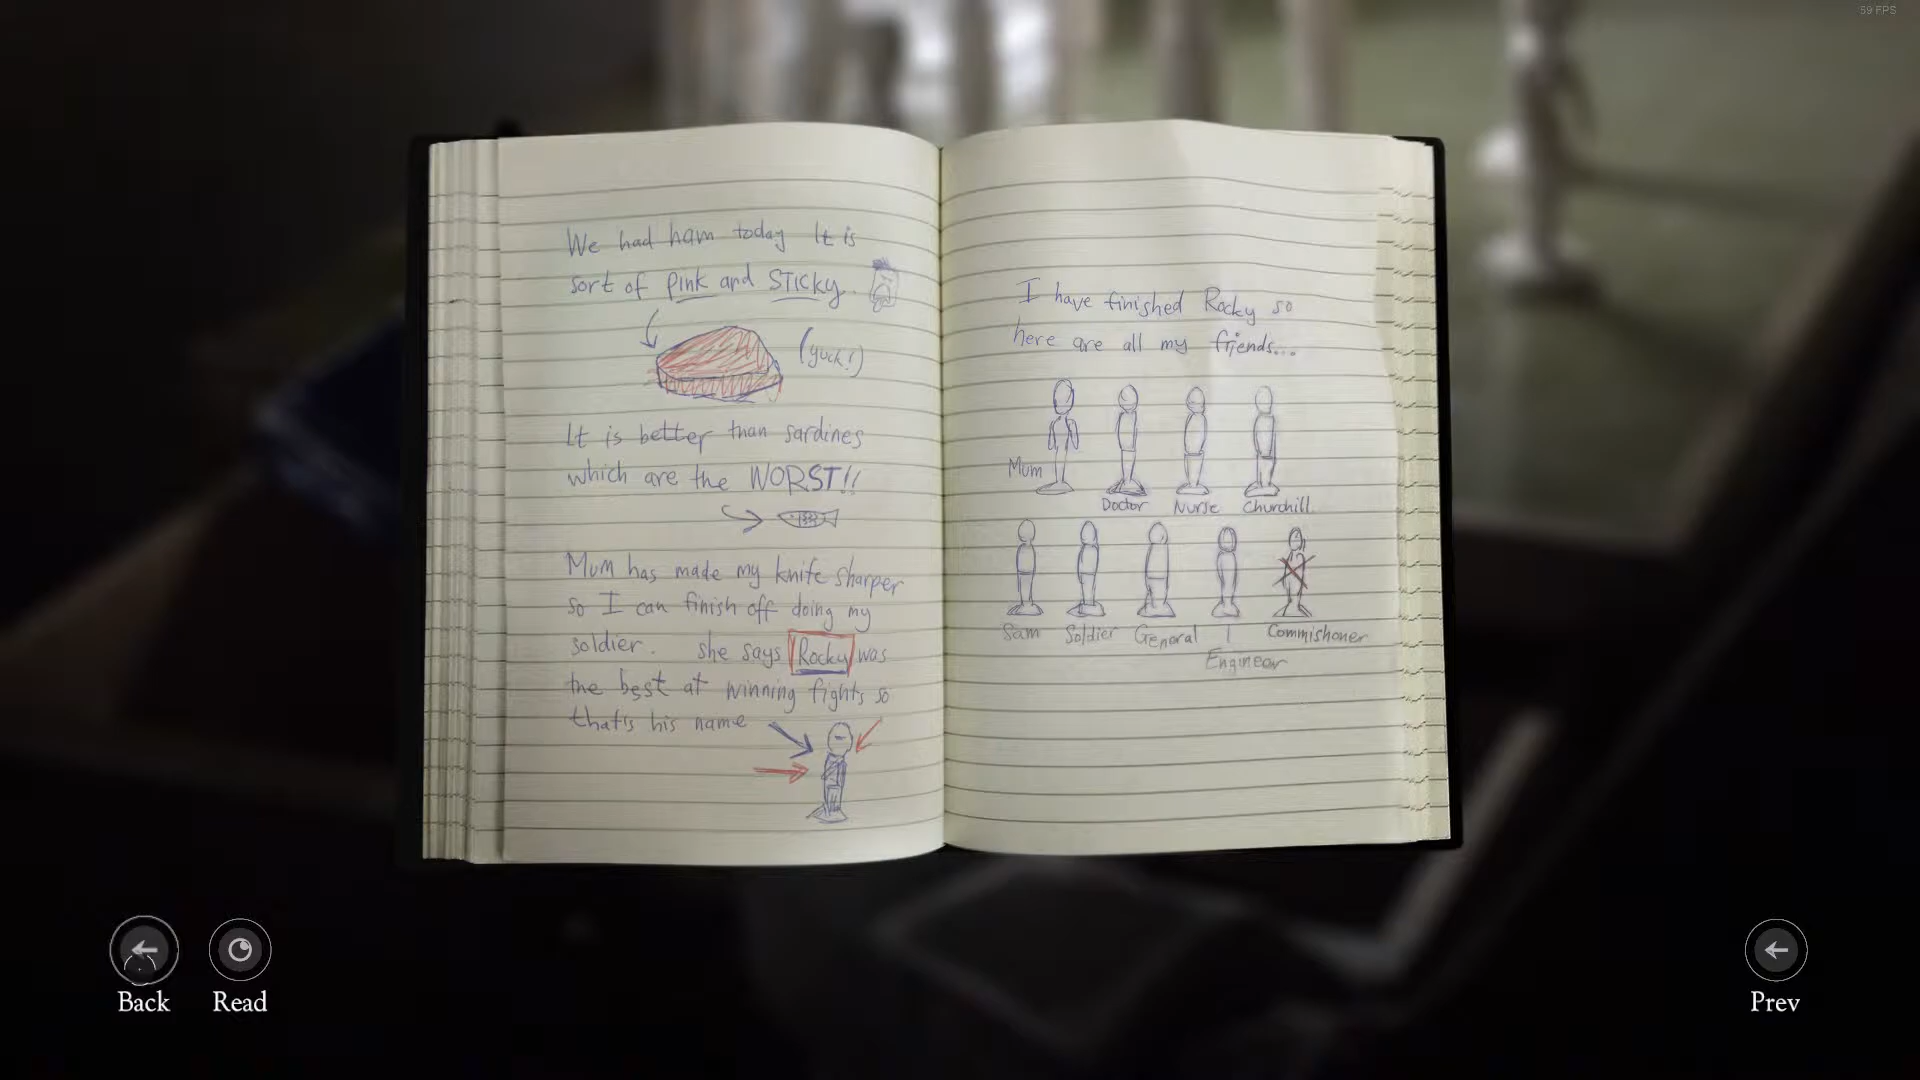 59 FPS
We had ham today It is
sort of PINK and STICKY.
(yuck!)
It is better than sardines
which are the WORST!!
Mum has made my knife sharper
so I can finish off doing my
soldier. she says Rocky was
the best at winning fights so
that's his name
I have finished Rocky so
here are all my friends...
Mum
Doctor Nurse Churchill
Sam Soldier General Commishoner
Engineer
Back Read
Prev